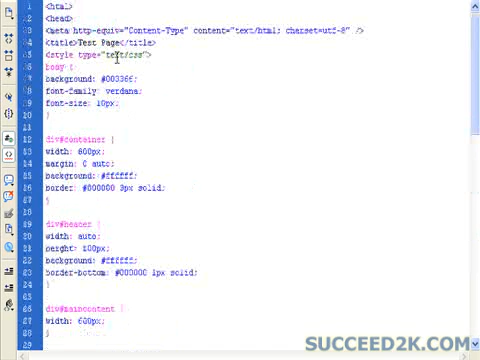 1 <html>
2 <head>
3 <meta http-equiv="Content-Type" content="text/html; charset=utf-8" />
4 <title>Test Page</title>
5 <style type="text/css">
6 body {
7 background: #003366;
8 font-family: verdana;
9 font-size: 10px;
10 }
11
12 div#container {
13 width: 600px;
14 margin: 0 auto;
15 background: #ffffff;
16 border: #000000 3px solid;
17 }
18
19 div#header {
20 width: auto;
21 height: 100px;
22 background: #ffffff;
23 border-bottom: #000000 1px solid;
24 }
25
26 div#maincontent {
27 width: 600px;
28 }
29
SUCCEED2K.COM